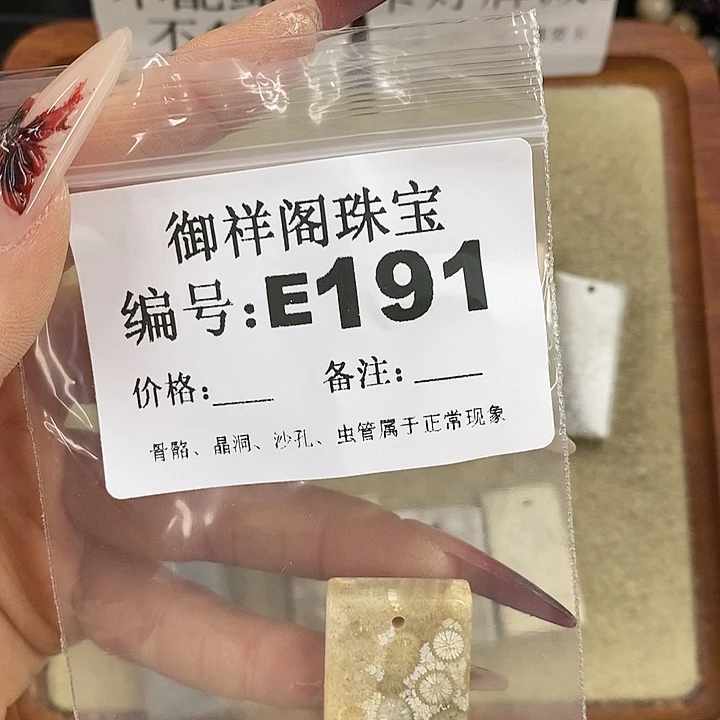 御祥阁珠宝
编号:E191
价格:____ 备注:____
骨骼、晶洞、沙孔、虫管属于正常现象